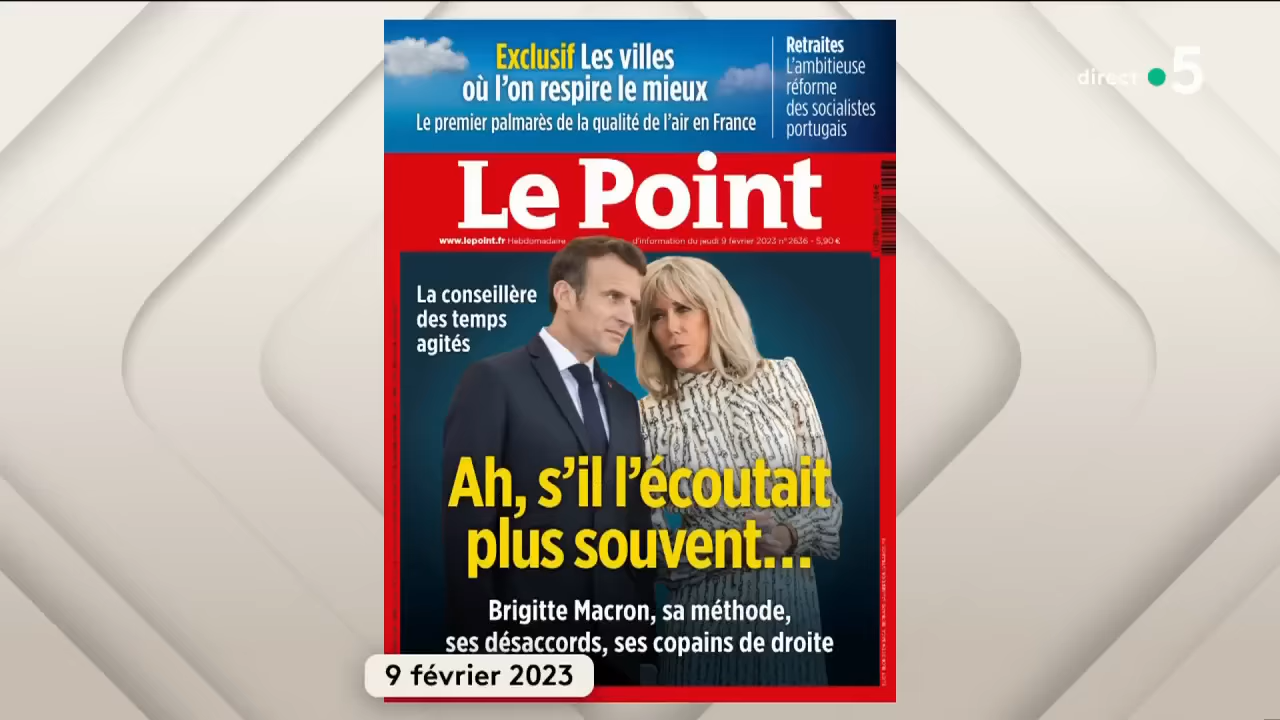 Exclusif Les villes
où l'on respire le mieux
Le premier palmarès de la qualité de l'air en France
Retraites
L'ambitieuse
réforme
des socialistes
portugais
direct 5
Le Point
www.lepoint.fr Hebdomadaire d'information du jeudi 9 février 2023 n° 2636 - 5,90 €
La conseillère
des temps
agités
Ah, s'il l'écoutait
plus souvent...
Brigitte Macron, sa méthode,
ses désaccords, ses copains de droite
9 février 2023